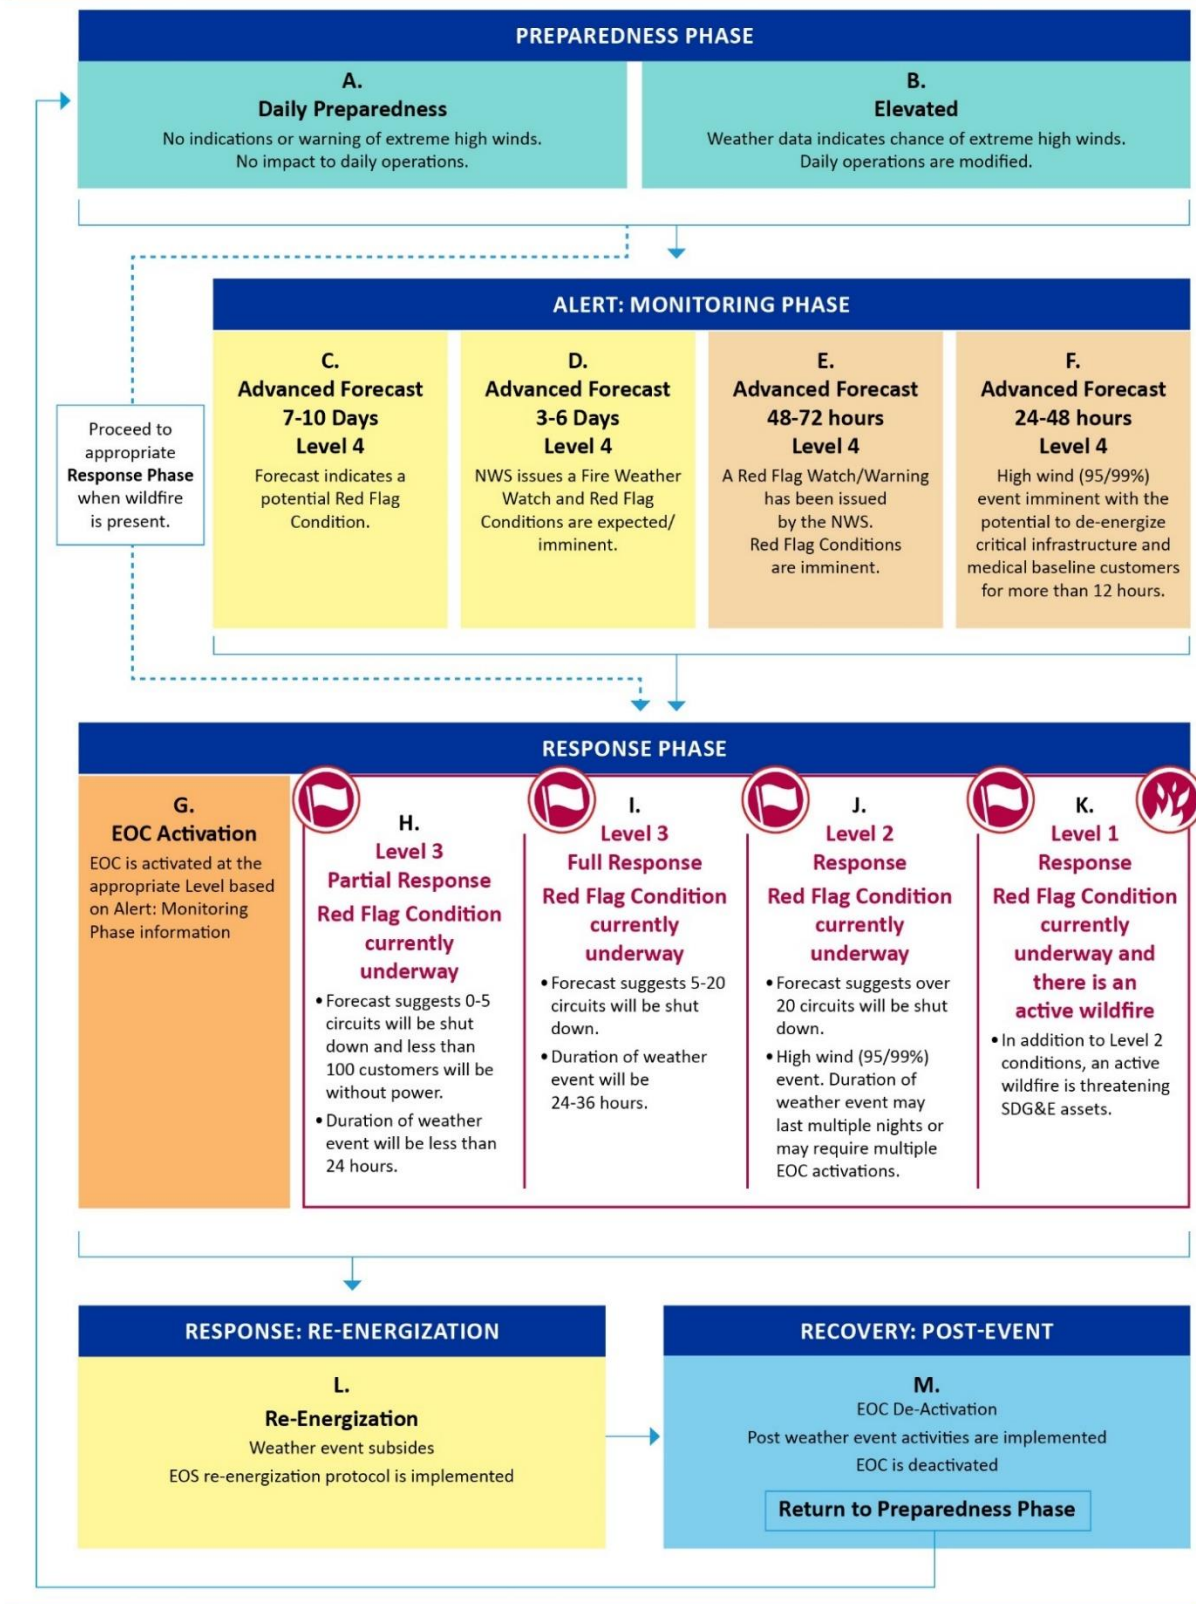 PREPAREDNESS PHASE
A.
Daily Preparedness
No indications or warning of extreme high winds.
No impact to daily operations.
B.
Elevated
Weather data indicates chance of extreme high winds.
Daily operations are modified.
Proceed to
appropriate
Response Phase
when wildfire
is present.
ALERT: MONITORING PHASE
C.
Advanced Forecast
7-10 Days
Level 4
Forecast indicates a
potential Red Flag
Condition.
D.
Advanced Forecast
3-6 Days
Level 4
NWS issues a Fire Weather
Watch and Red Flag
Conditions are expected/
imminent.
E.
Advanced Forecast
48-72 hours
Level 4
A Red Flag Watch/Warning
has been issued
by the NWS.
Red Flag Conditions
are imminent.
F.
Advanced Forecast
24-48 hours
Level 4
High wind (95/99%)
event imminent with the
potential to de-energize
critical infrastructure and
medical baseline customers
for more than 12 hours.
RESPONSE PHASE
G.
EOC Activation
EOC is activated at the
appropriate Level based
on Alert: Monitoring
Phase information
H.
Level 3
Partial Response
Red Flag Condition
currently
underway
• Forecast suggests 0-5
circuits will be shut
down and less than
100 customers will be
without power.
• Duration of weather
event will be less than
24 hours.
I.
Level 3
Full Response
Red Flag Condition
currently
underway
• Forecast suggests 5-20
circuits will be shut
down.
• Duration of weather
event will be
24-36 hours.
J.
Level 2
Response
Red Flag Condition
currently
underway
• Forecast suggests over
20 circuits will be shut
down.
• High wind (95/99%)
event. Duration of
weather event may
last multiple nights or
may require multiple
EOC activations.
K.
Level 1
Response
Red Flag Condition
currently
underway and
there is an
active wildfire
• In addition to Level 2
conditions, an active
wildfire is threatening
SDG&E assets.
RESPONSE: RE-ENERGIZATION
L.
Re-Energization
Weather event subsides
EOS re-energization protocol is implemented
RECOVERY: POST-EVENT
M.
EOC De-Activation
Post weather event activities are implemented
EOC is deactivated
Return to Preparedness Phase